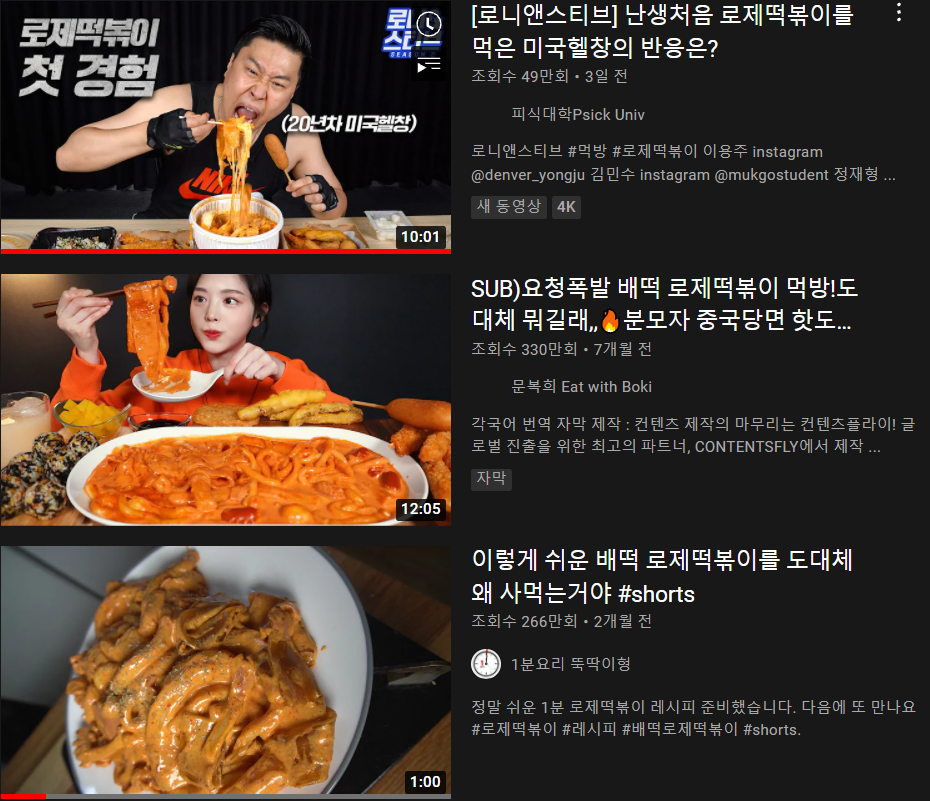 로제떡볶이
첫 경험
(20년차 미국헬창)
10:01
[로니앤스티브] 난생처음 로제떡볶이를
먹은 미국헬창의 반응은?
조회수 49만회 • 3일 전
피식대학Psick Univ
로니앤스티브 #먹방 #로제떡볶이 이용주 instagram
@denver_yongju 김민수 instagram @mukgostudent 정재형 ...
새 동영상 4K
12:05
SUB)요청폭발 배떡 로제떡볶이 먹방!도
대체 뭐길래,,🔥분모자 중국당면 핫도...
조회수 330만회 • 7개월 전
문복희 Eat with Boki
각국어 번역 자막 제작 : 컨텐츠 제작의 마무리는 컨텐츠플라이! 글
로벌 진출을 위한 최고의 파트너, CONTENTSFLY에서 제작 ...
자막
1:00
이렇게 쉬운 배떡 로제떡볶이를 도대체
왜 사먹는거야 #shorts
조회수 266만회 • 2개월 전
1분요리 뚝딱이형
정말 쉬운 1분 로제떡볶이 레시피 준비했습니다. 다음에 또 만나요
#로제떡볶이 #레시피 #배떡로제떡볶이 #shorts.